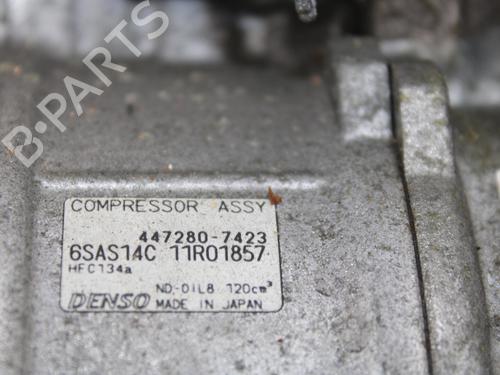 B-PARTS
COMPRESSOR ASSY
447280-7423
6SAS14C 11R01857
HFC134a
ND-OIL8 120cm³
DENSO MADE IN JAPAN